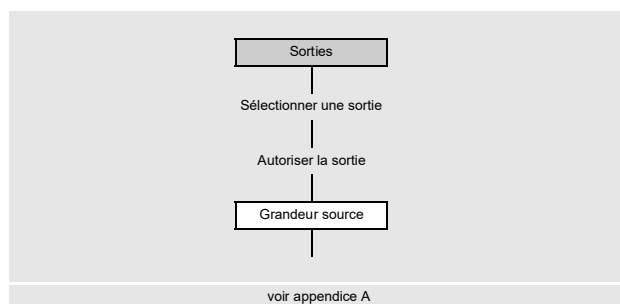 Sorties
Sélectionner une sortie
Autoriser la sortie
Grandeur source
voir appendice A